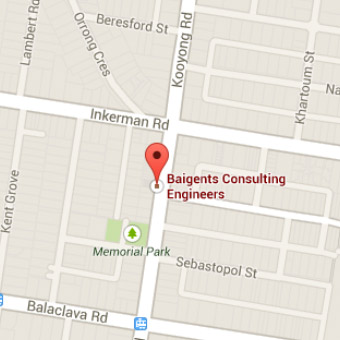 Beresford St
Lambert Rd
Orrong Cres
Kooyong Rd
Khartoum St
Na
Inkerman Rd
Baigents Consulting
Engineers
Kent Grove
Memorial Park
Sebastopol St
Balaclava Rd